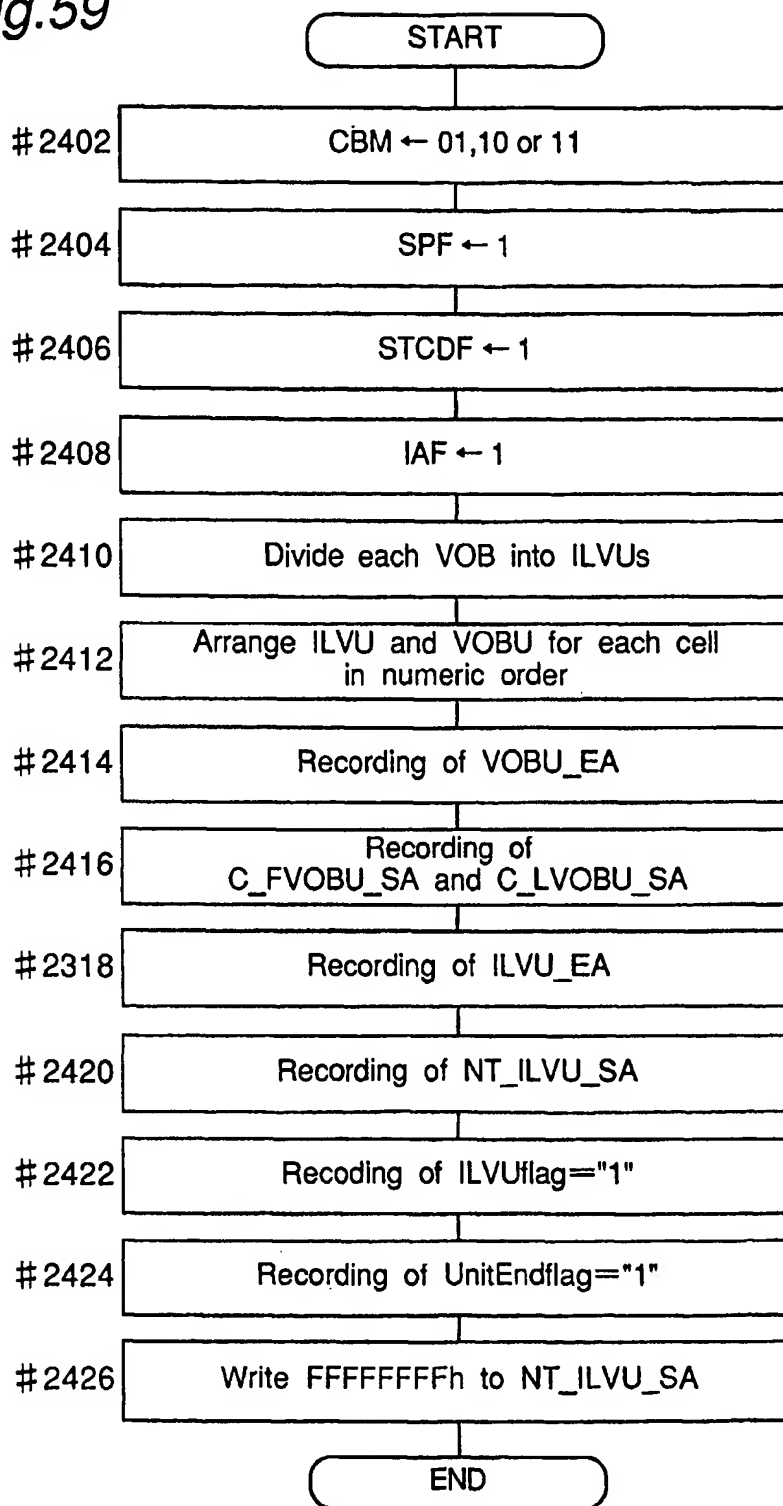 g.59
START
#2402 CBM ← 01,10 or 11
#2404 SPF ← 1
#2406 STCDF ← 1
#2408 IAF ← 1
#2410 Divide each VOB into ILVUs
#2412 Arrange ILVU and VOBU for each cell
in numeric order
#2414 Recording of VOBU_EA
#2416 Recording of
C_FVOBU_SA and C_LVOBU_SA
#2318 Recording of ILVU_EA
#2420 Recording of NT_ILVU_SA
#2422 Recoding of ILVUflag="1"
#2424 Recording of UnitEndflag="1"
#2426 Write FFFFFFFFh to NT_ILVU_SA
END